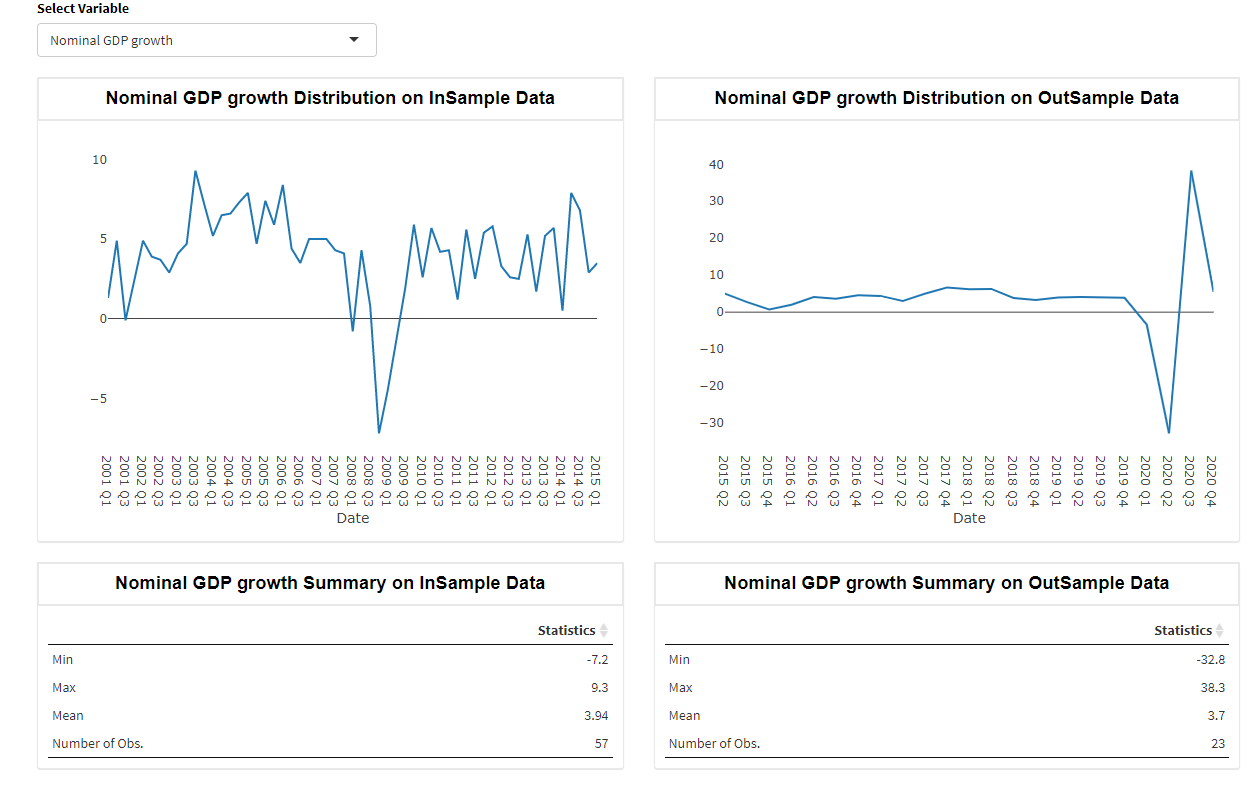 Select Variable
Nominal GDP growth
Nominal GDP growth Distribution on InSample Data
10
5
0
−5
2001 Q1
2001 Q3
2002 Q1
2002 Q3
2003 Q1
2003 Q3
2004 Q1
2004 Q3
2005 Q1
2005 Q3
2006 Q1
2006 Q3
2007 Q1
2007 Q3
2008 Q1
2008 Q3
2009 Q1
2009 Q3
2010 Q1
2010 Q3
2011 Q1
2011 Q3
2012 Q1
2012 Q3
2013 Q1
2013 Q3
2014 Q1
2014 Q3
2015 Q1
Date
Nominal GDP growth Distribution on OutSample Data
40
30
20
10
0
−10
−20
−30
2015 Q2
2015 Q3
2015 Q4
2016 Q1
2016 Q2
2016 Q3
2016 Q4
2017 Q1
2017 Q2
2017 Q3
2017 Q4
2018 Q1
2018 Q2
2018 Q3
2018 Q4
2019 Q1
2019 Q2
2019 Q3
2019 Q4
2020 Q1
2020 Q2
2020 Q3
2020 Q4
Date
Nominal GDP growth Summary on InSample Data
Statistics
Min -7.2
Max 9.3
Mean 3.94
Number of Obs. 57
Nominal GDP growth Summary on OutSample Data
Statistics
Min -32.8
Max 38.3
Mean 3.7
Number of Obs. 23